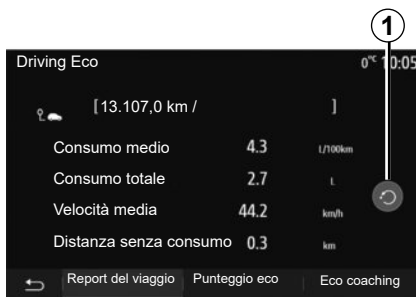 1
Driving Eco 0°C 10:05
[13.107,0 km / ]
Consumo medio 4.3 L/100km
Consumo totale 2.7 L
Velocità media 44.2 km/h
Distanza senza consumo 0.3 km
Report del viaggio Punteggio eco Eco coaching